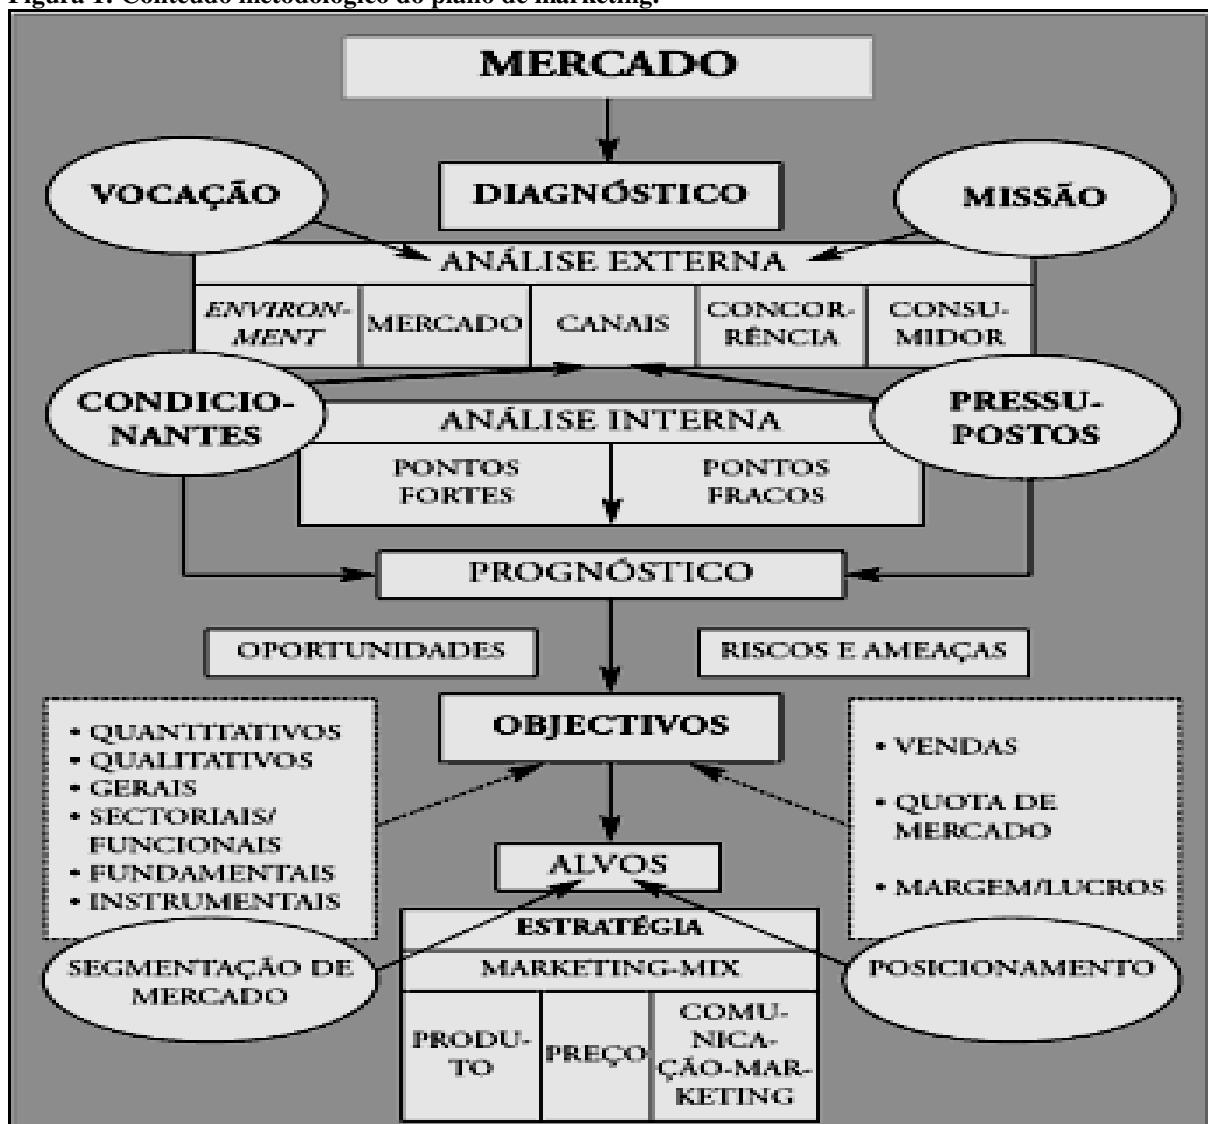 Figura 1: Conteúdo metodológico do plano de marketing.
MERCADO
VOCAÇÃO
DIAGNÓSTICO
MISSÃO
ANÁLISE EXTERNA
ENVIRON-
MENT
MERCADO
CANAIS
CONCOR-
RÊNCIA
CONSU-
MIDOR
CONDICIO-
NANTES
PRESSU-
POSTOS
ANÁLISE INTERNA
PONTOS
FORTES
PONTOS
FRACOS
PROGNÓSTICO
OPORTUNIDADES
RISCOS E AMEAÇAS
OBJECTIVOS
• QUANTITATIVOS
• QUALITATIVOS
• GERAIS
• SECTORIAIS/
FUNCIONAIS
• FUNDAMENTAIS
• INSTRUMENTAIS
• VENDAS
• QUOTA DE
MERCADO
• MARGEM/LUCROS
ALVOS
ESTRATÉGIA
SEGMENTAÇÃO DE
MERCADO
MARKETING-MIX
POSICIONAMENTO
PRODU-
TO
PREÇO
COMU-
NICA-
ÇÃO-MAR-
KETING